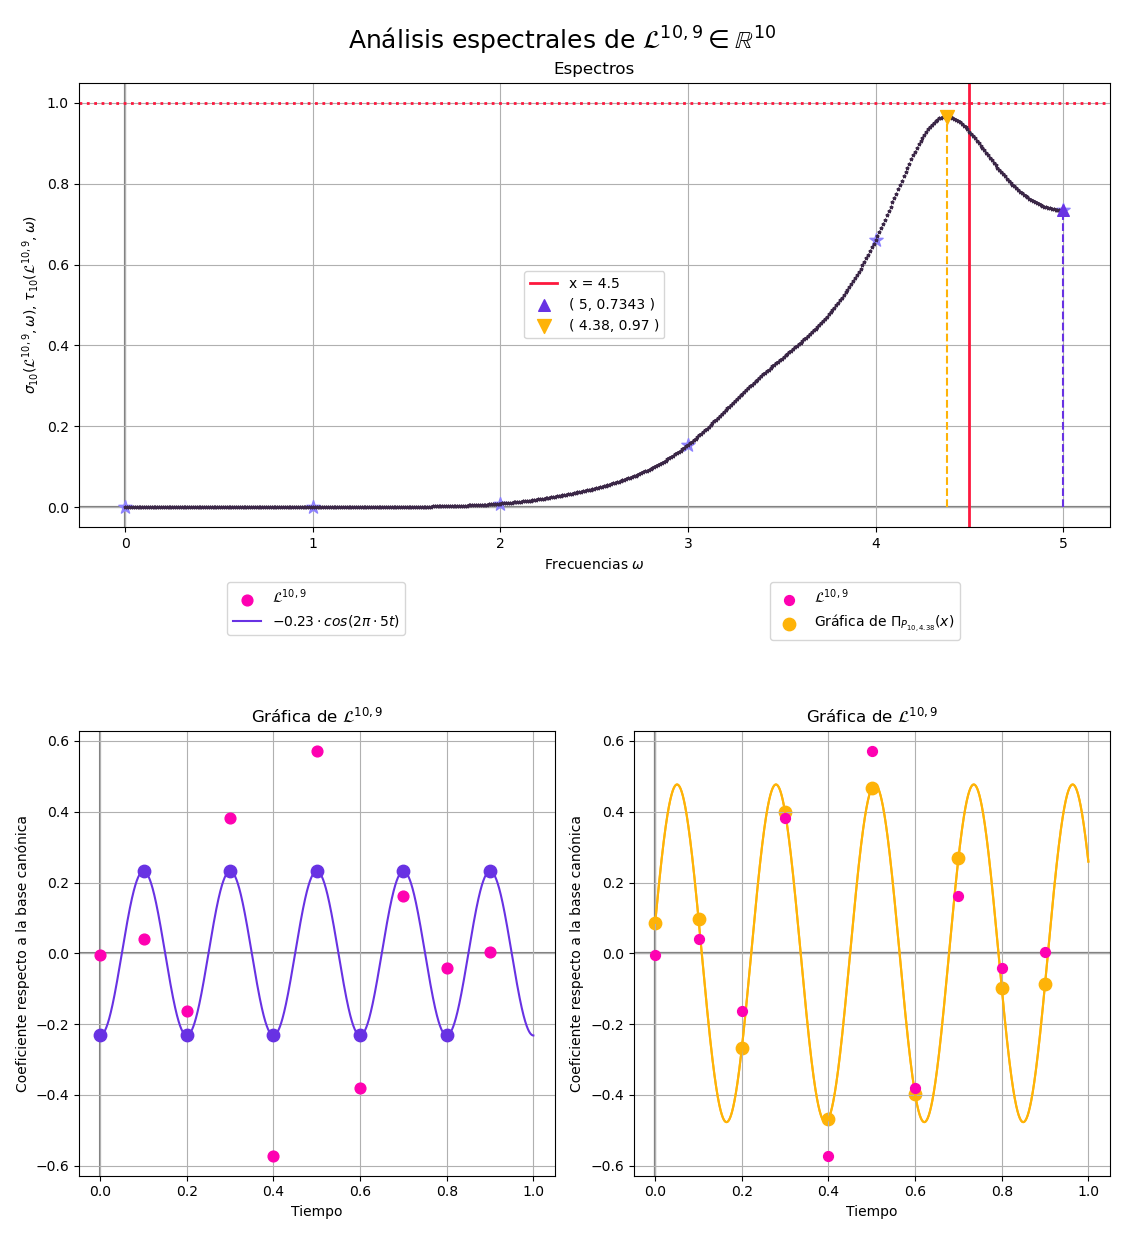 Análisis espectrales de $\mathcal{L}^{10,9} \in \mathbb{R}^{10}$
Espectros
$\sigma_{10}(\mathcal{L}^{10,9}, \omega), \tau_{10}(\mathcal{L}^{10,9}, \omega)$
1.0
0.8
0.6
0.4
0.2
0.0
x = 4.5
( 5, 0.7343 )
( 4.38, 0.97 )
0 1 2 3 4 5
Frecuencias $\omega$
$\mathcal{L}^{10,9}$
$-0.23 \cdot cos(2\pi \cdot 5t)$
$\mathcal{L}^{10,9}$
Gráfica de $\Pi_{P_{10,4.38}}(x)$
Gráfica de $\mathcal{L}^{10,9}$
Coeficiente respecto a la base canónica
0.6
0.4
0.2
0.0
−0.2
−0.4
−0.6
0.0 0.2 0.4 0.6 0.8 1.0
Tiempo
Gráfica de $\mathcal{L}^{10,9}$
Coeficiente respecto a la base canónica
0.6
0.4
0.2
0.0
−0.2
−0.4
−0.6
0.0 0.2 0.4 0.6 0.8 1.0
Tiempo